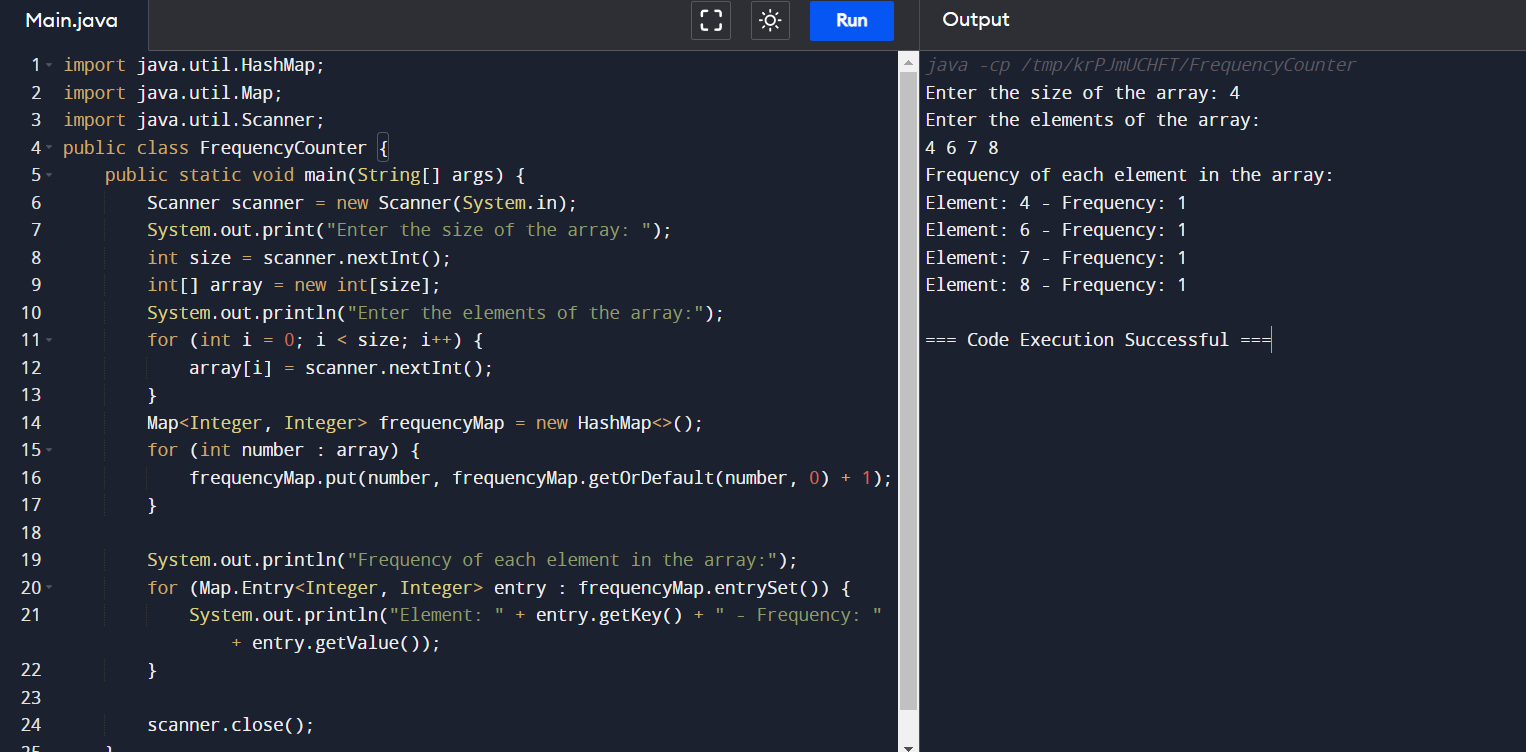 Main.java
Run
Output
1 import java.util.HashMap;
2 import java.util.Map;
3 import java.util.Scanner;
4 public class FrequencyCounter {
5     public static void main(String[] args) {
6         Scanner scanner = new Scanner(System.in);
7         System.out.print("Enter the size of the array: ");
8         int size = scanner.nextInt();
9         int[] array = new int[size];
10         System.out.println("Enter the elements of the array:");
11         for (int i = 0; i < size; i++) {
12             array[i] = scanner.nextInt();
13         }
14         Map<Integer, Integer> frequencyMap = new HashMap<>();
15         for (int number : array) {
16             frequencyMap.put(number, frequencyMap.getOrDefault(number, 0) + 1);
17         }
18
19         System.out.println("Frequency of each element in the array:");
20         for (Map.Entry<Integer, Integer> entry : frequencyMap.entrySet()) {
21             System.out.println("Element: " + entry.getKey() + " - Frequency: "
                + entry.getValue());
22         }
23
24         scanner.close();
25     }
java -cp /tmp/krPJmUCHFT/FrequencyCounter
Enter the size of the array: 4
Enter the elements of the array:
4 6 7 8
Frequency of each element in the array:
Element: 4 - Frequency: 1
Element: 6 - Frequency: 1
Element: 7 - Frequency: 1
Element: 8 - Frequency: 1
=== Code Execution Successful ===